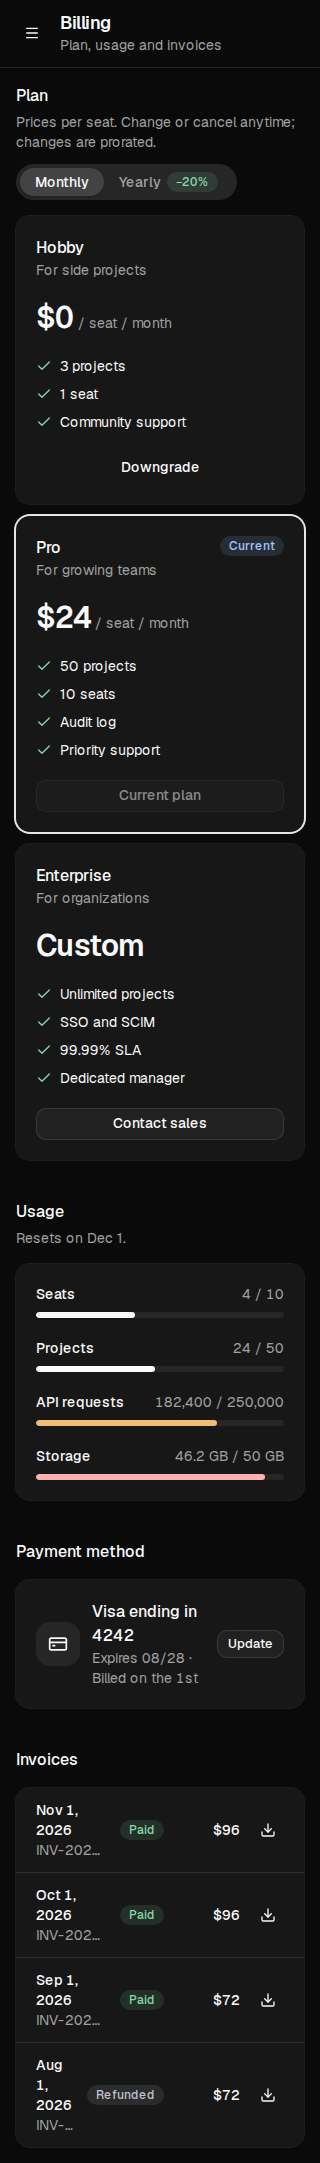 Billing
Plan, usage and invoices
Plan
Prices per seat. Change or cancel anytime;
changes are prorated.
Monthly Yearly -20%
Hobby
For side projects
$0 / seat / month
3 projects
1 seat
Community support
Downgrade
Pro Current
For growing teams
$24 / seat / month
50 projects
10 seats
Audit log
Priority support
Current plan
Enterprise
For organizations
Custom
Unlimited projects
SSO and SCIM
99.99% SLA
Dedicated manager
Contact sales
Usage
Resets on Dec 1.
Seats 4 / 10
Projects 24 / 50
API requests 182,400 / 250,000
Storage 46.2 GB / 50 GB
Payment method
Visa ending in
4242
Expires 08/28 ·
Billed on the 1st
Update
Invoices
Nov 1,
2026
INV-202…
Paid $96
Oct 1,
2026
INV-202…
Paid $96
Sep 1,
2026
INV-202…
Paid $72
Aug
1,
2026
INV-…
Refunded $72